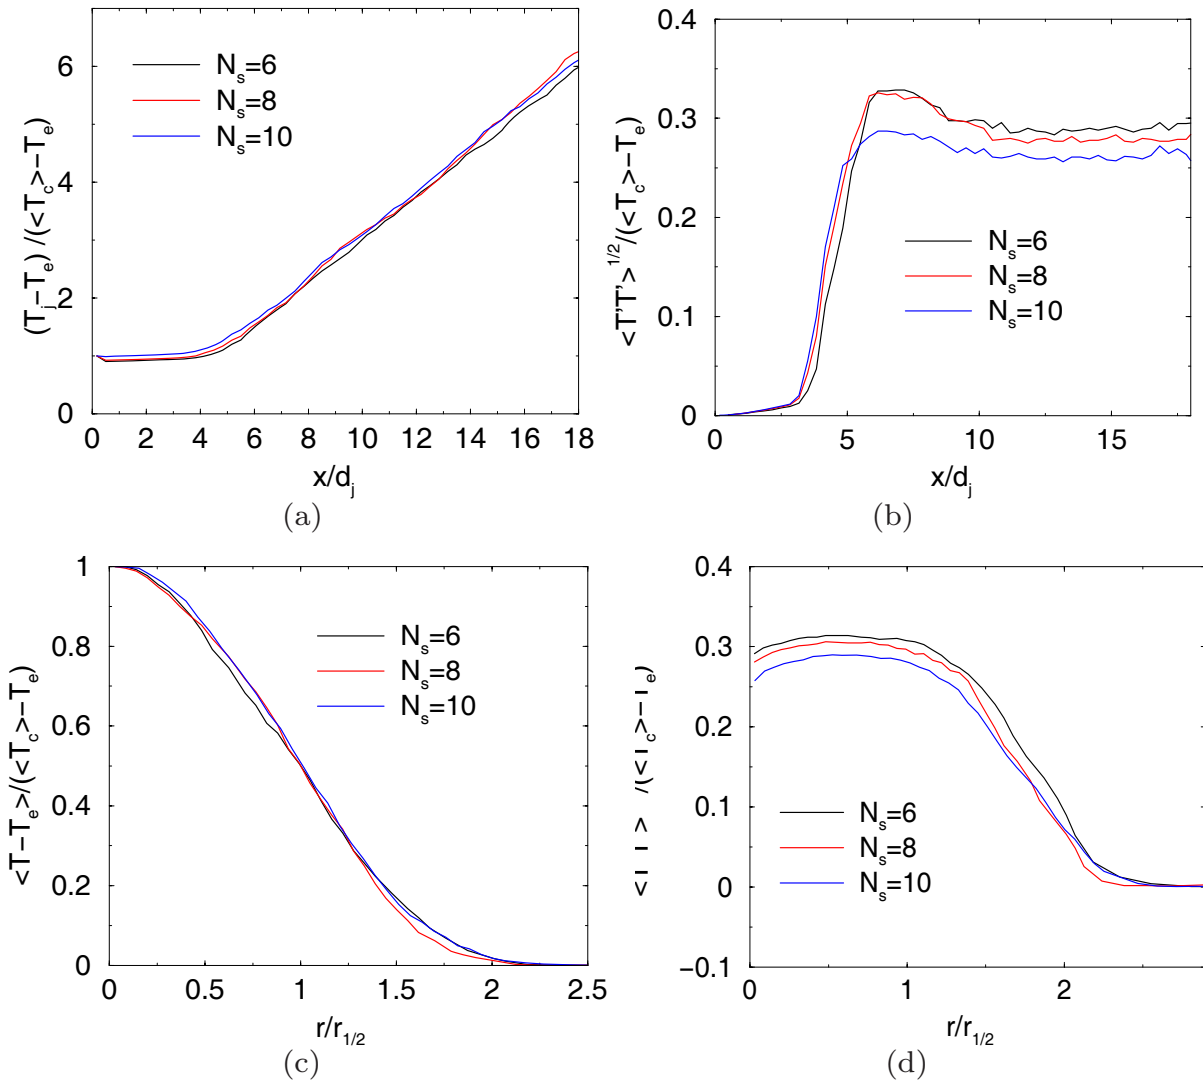 (T_j−T_e) /(<T_c>−T_e)
6
4
2
0
N_s=6
N_s=8
N_s=10
0 2 4 6 8 10 12 14 16 18
x/d_j
(a)
<T'T'>^{1/2}/(<T_c>−T_e)
0.4
0.3
0.2
0.1
0
N_s=6
N_s=8
N_s=10
0 5 10 15
x/d_j
(b)
<T−T_e>/(<T_c>−T_e)
1
0.8
0.6
0.4
0.2
0
N_s=6
N_s=8
N_s=10
0 0.5 1 1.5 2 2.5
r/r_{1/2}
(c)
0.4
0.3
0.2
0.1
0
−0.1
N_s=6
N_s=8
N_s=10
0 1 2
r/r_{1/2}
(d)